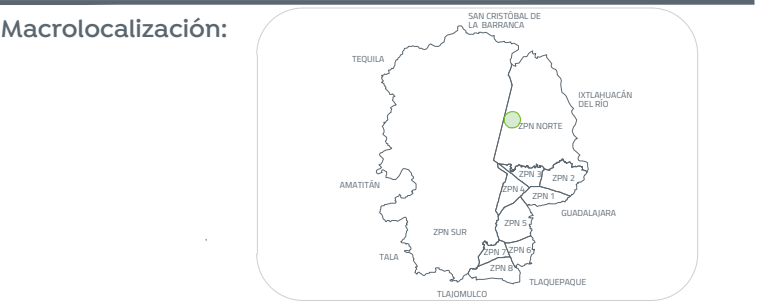 Macrolocalización:
SAN CRISTÓBAL DE
LA BARRANCA
TEQUILA
IXTLAHUACÁN
DEL RÍO
ZPN NORTE
ZPN 3
ZPN 2
AMATITÁN
ZPN 4
ZPN 1
GUADALAJARA
ZPN 5
ZPN SUR
ZPN 7
ZPN 6
TALA
ZPN 8
TLAQUEPAQUE
TLAJOMULCO